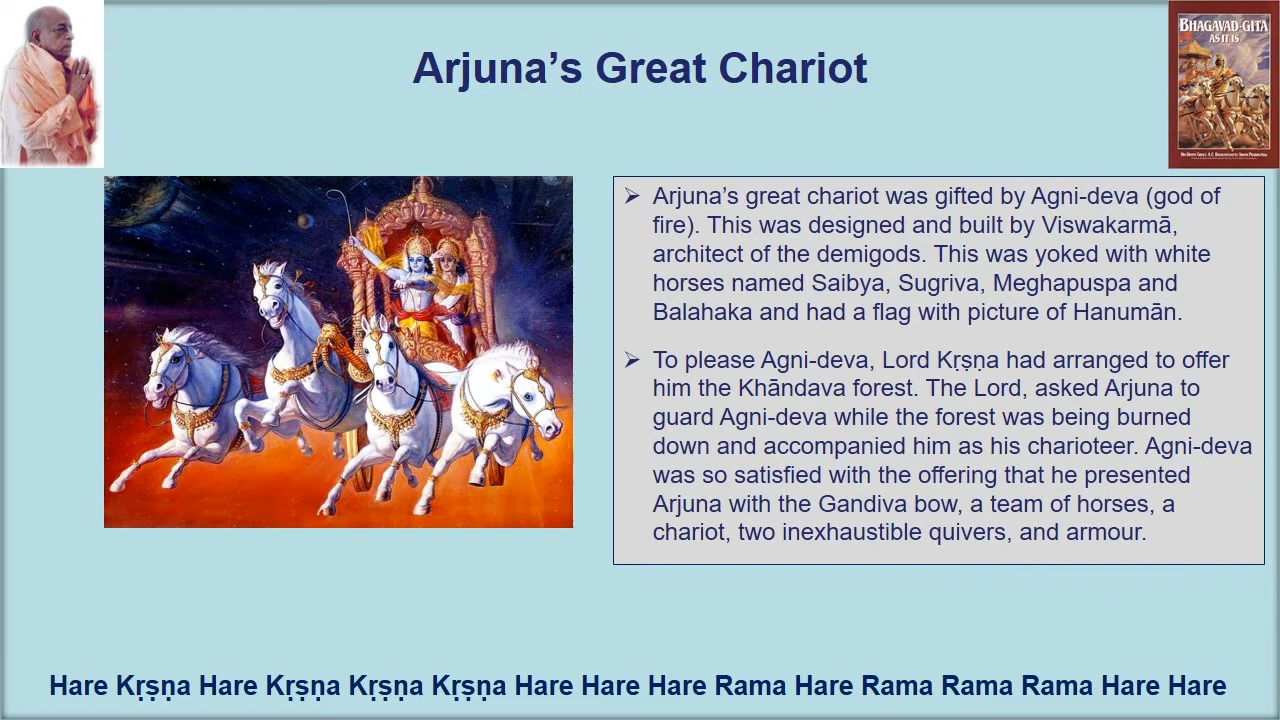 Arjuna’s Great Chariot
BHAGAVAD-GITA
AS IT IS
HIS DIVINE GRACE A.C. BHAKTIVEDANTA SWAMI PRABHUPADA
➢ Arjuna’s great chariot was gifted by Agni-deva (god of
fire). This was designed and built by Viswakarmā,
architect of the demigods. This was yoked with white
horses named Saibya, Sugriva, Meghapuspa and
Balahaka and had a flag with picture of Hanumān.
➢ To please Agni-deva, Lord Kṛṣṇa had arranged to offer
him the Khāndava forest. The Lord, asked Arjuna to
guard Agni-deva while the forest was being burned
down and accompanied him as his charioteer. Agni-deva
was so satisfied with the offering that he presented
Arjuna with the Gandiva bow, a team of horses, a
chariot, two inexhaustible quivers, and armour.
Hare Kṛṣṇa Hare Kṛṣṇa Kṛṣṇa Kṛṣṇa Hare Hare Hare Rama Hare Rama Rama Rama Hare Hare